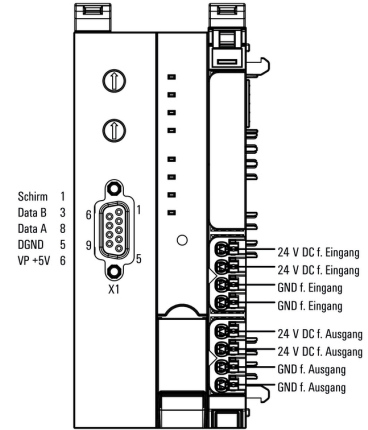 Schirm 1
Data B 3
Data A 8
DGND 5
VP +5V 6
6
1
9
5
X1
24 V DC f. Eingang
24 V DC f. Eingang
GND f. Eingang
GND f. Eingang
24 V DC f. Ausgang
24 V DC f. Ausgang
GND f. Ausgang
GND f. Ausgang